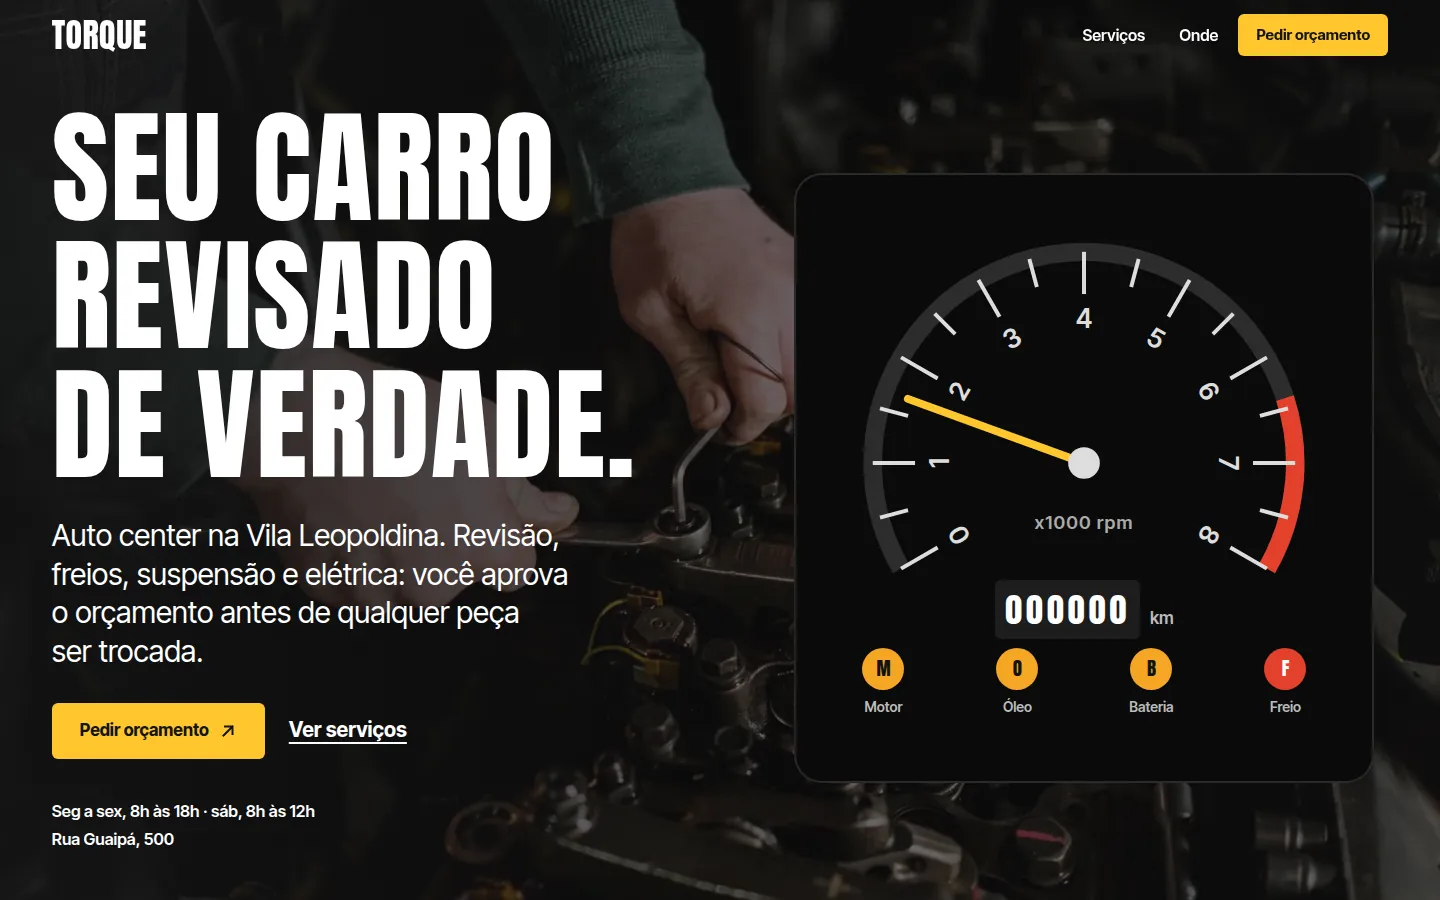 TORQUE
Serviços
Onde
Pedir orçamento
SEU CARRO
REVISADO
DE VERDADE.
Auto center na Vila Leopoldina. Revisão,
freios, suspensão e elétrica: você aprova
o orçamento antes de qualquer peça
ser trocada.
Pedir orçamento
Ver serviços
Seg a sex, 8h às 18h · sáb, 8h às 12h
Rua Guaipá, 500
0
1
2
3
4
5
6
7
8
x1000 rpm
000000 km
M
O
B
F
Motor
Óleo
Bateria
Freio